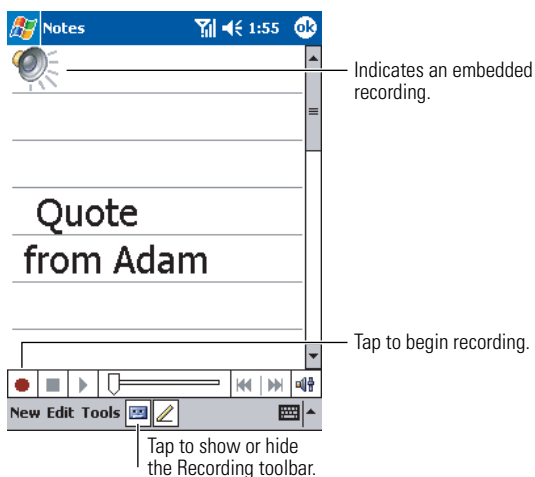 Notes 1:55 ok
Indicates an embedded
recording.
Quote
from Adam
Tap to begin recording.
New Edit Tools
Tap to show or hide
the Recording toolbar.